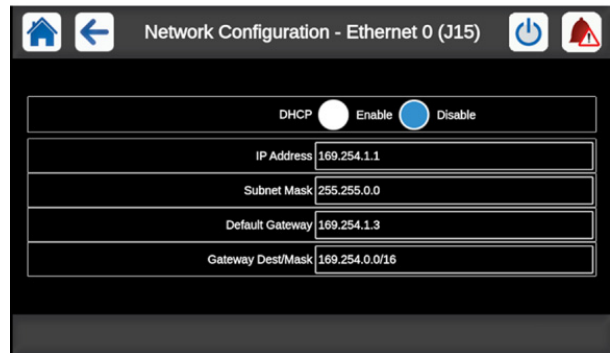 Network Configuration - Ethernet 0 (J15)
DHCP Enable Disable
IP Address 169.254.1.1
Subnet Mask 255.255.0.0
Default Gateway 169.254.1.3
Gateway Dest/Mask 169.254.0.0/16